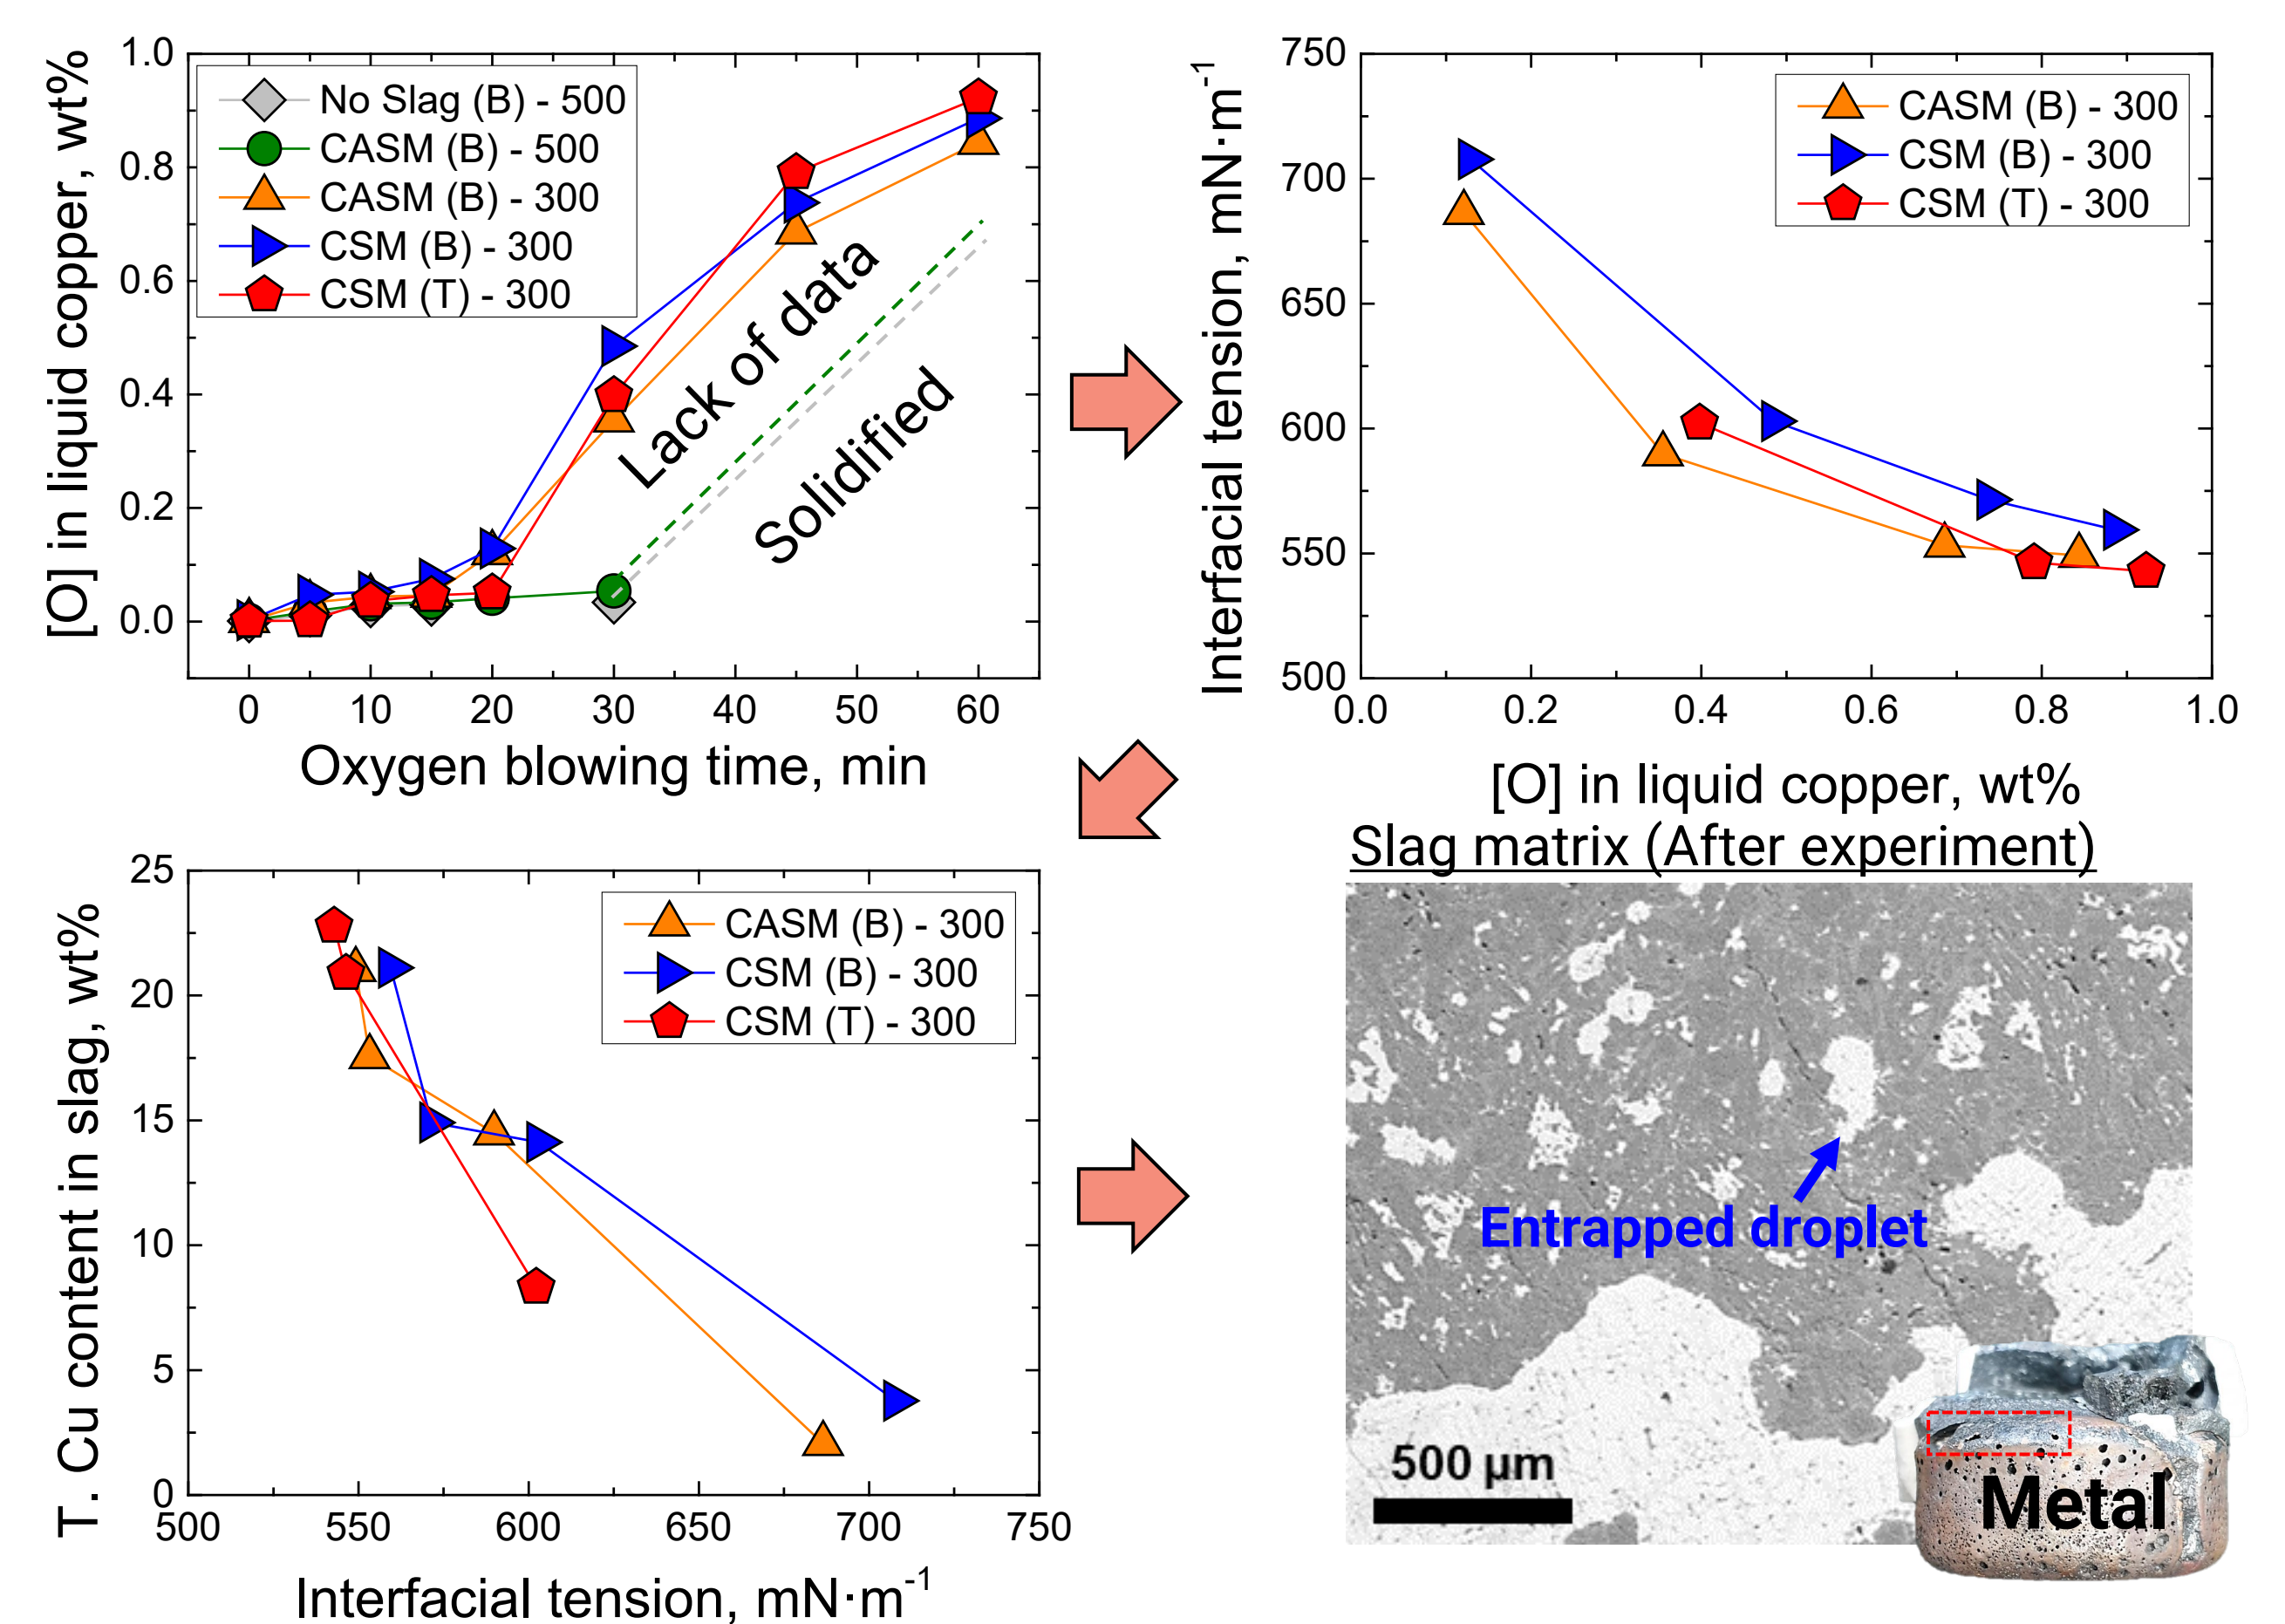 [O] in liquid copper, wt%
1.0
0.8
0.6
0.4
0.2
0.0
No Slag (B) - 500
CASM (B) - 500
CASM (B) - 300
CSM (B) - 300
CSM (T) - 300
Lack of data
Solidified
0 10 20 30 40 50 60
Oxygen blowing time, min
Interfacial tension, mN·m⁻¹
750
700
650
600
550
500
CASM (B) - 300
CSM (B) - 300
CSM (T) - 300
0.0 0.2 0.4 0.6 0.8 1.0
[O] in liquid copper, wt%
T. Cu content in slag, wt%
25
20
15
10
5
0
CASM (B) - 300
CSM (B) - 300
CSM (T) - 300
500 550 600 650 700 750
Interfacial tension, mN·m⁻¹
Slag matrix (After experiment)
Entrapped droplet
500 µm
Metal